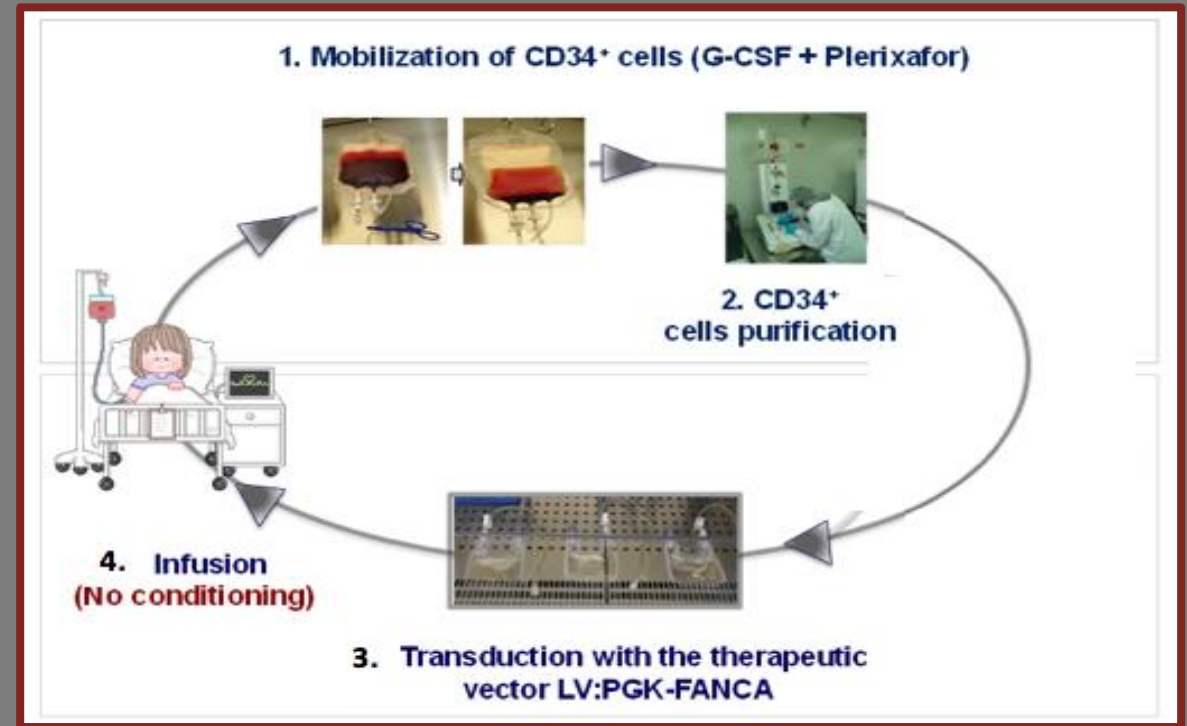 1. Mobilization of CD34⁺ cells (G-CSF + Plerixafor)
2. CD34⁺
cells purification
3. Transduction with the therapeutic
vector LV:PGK-FANCA
4. Infusion
(No conditioning)